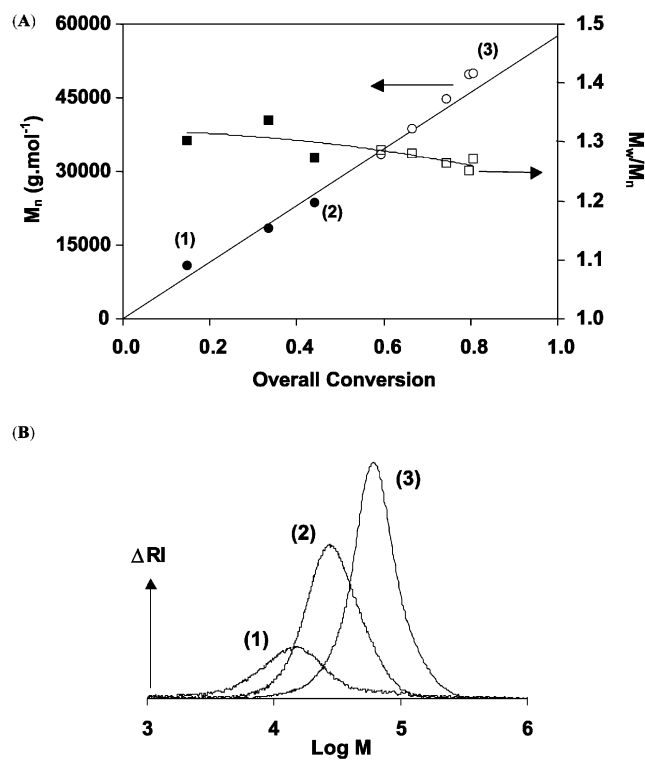 (A)
60000
45000
30000
15000
0
Mn (g.mol-1)
1.5
1.4
1.3
1.2
1.1
1.0
Mw/Mn
(1)
(2)
(3)
0.0 0.2 0.4 0.6 0.8 1.0
Overall Conversion
(B)
ΔRI
(1)
(2)
(3)
3 4 5 6
Log M